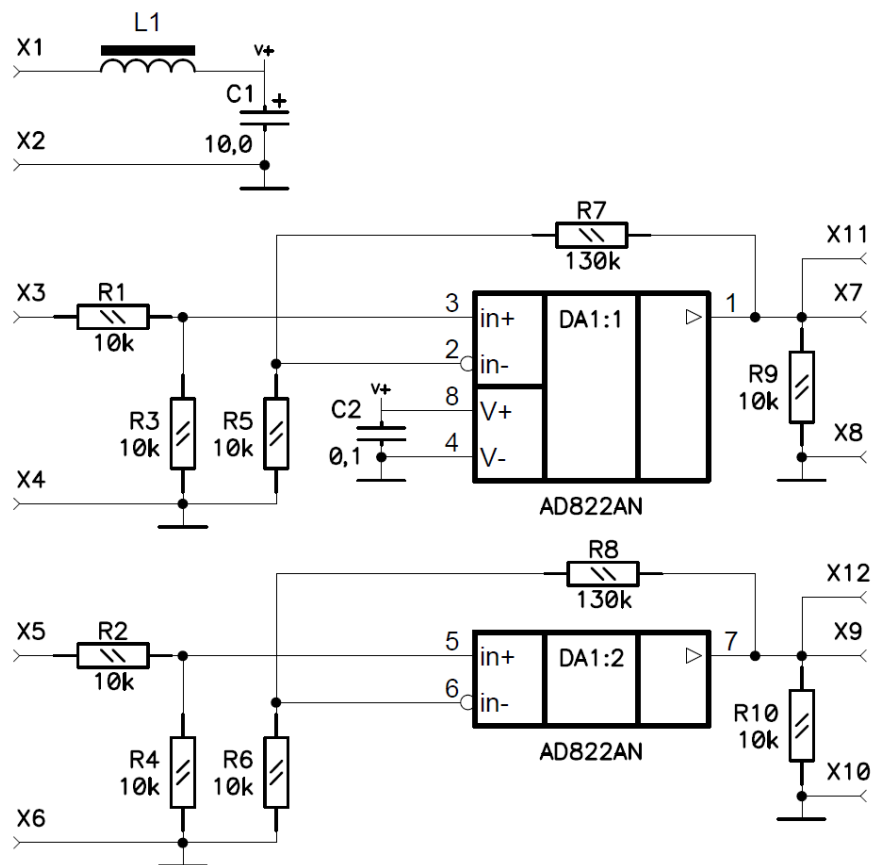 L1
X1
V+
C1 +
X2
10,0
R7
130k
X11
X3
R1
10k
3
in+
DA1:1
1
X7
2
in-
V+
R9
10k
C2
8
V+
R3
10k
R5
10k
0,1
4
V-
X8
X4
AD822AN
R8
130k
X12
X5
R2
10k
5
in+
DA1:2
7
X9
6
in-
R10
10k
AD822AN
R4
10k
R6
10k
X10
X6